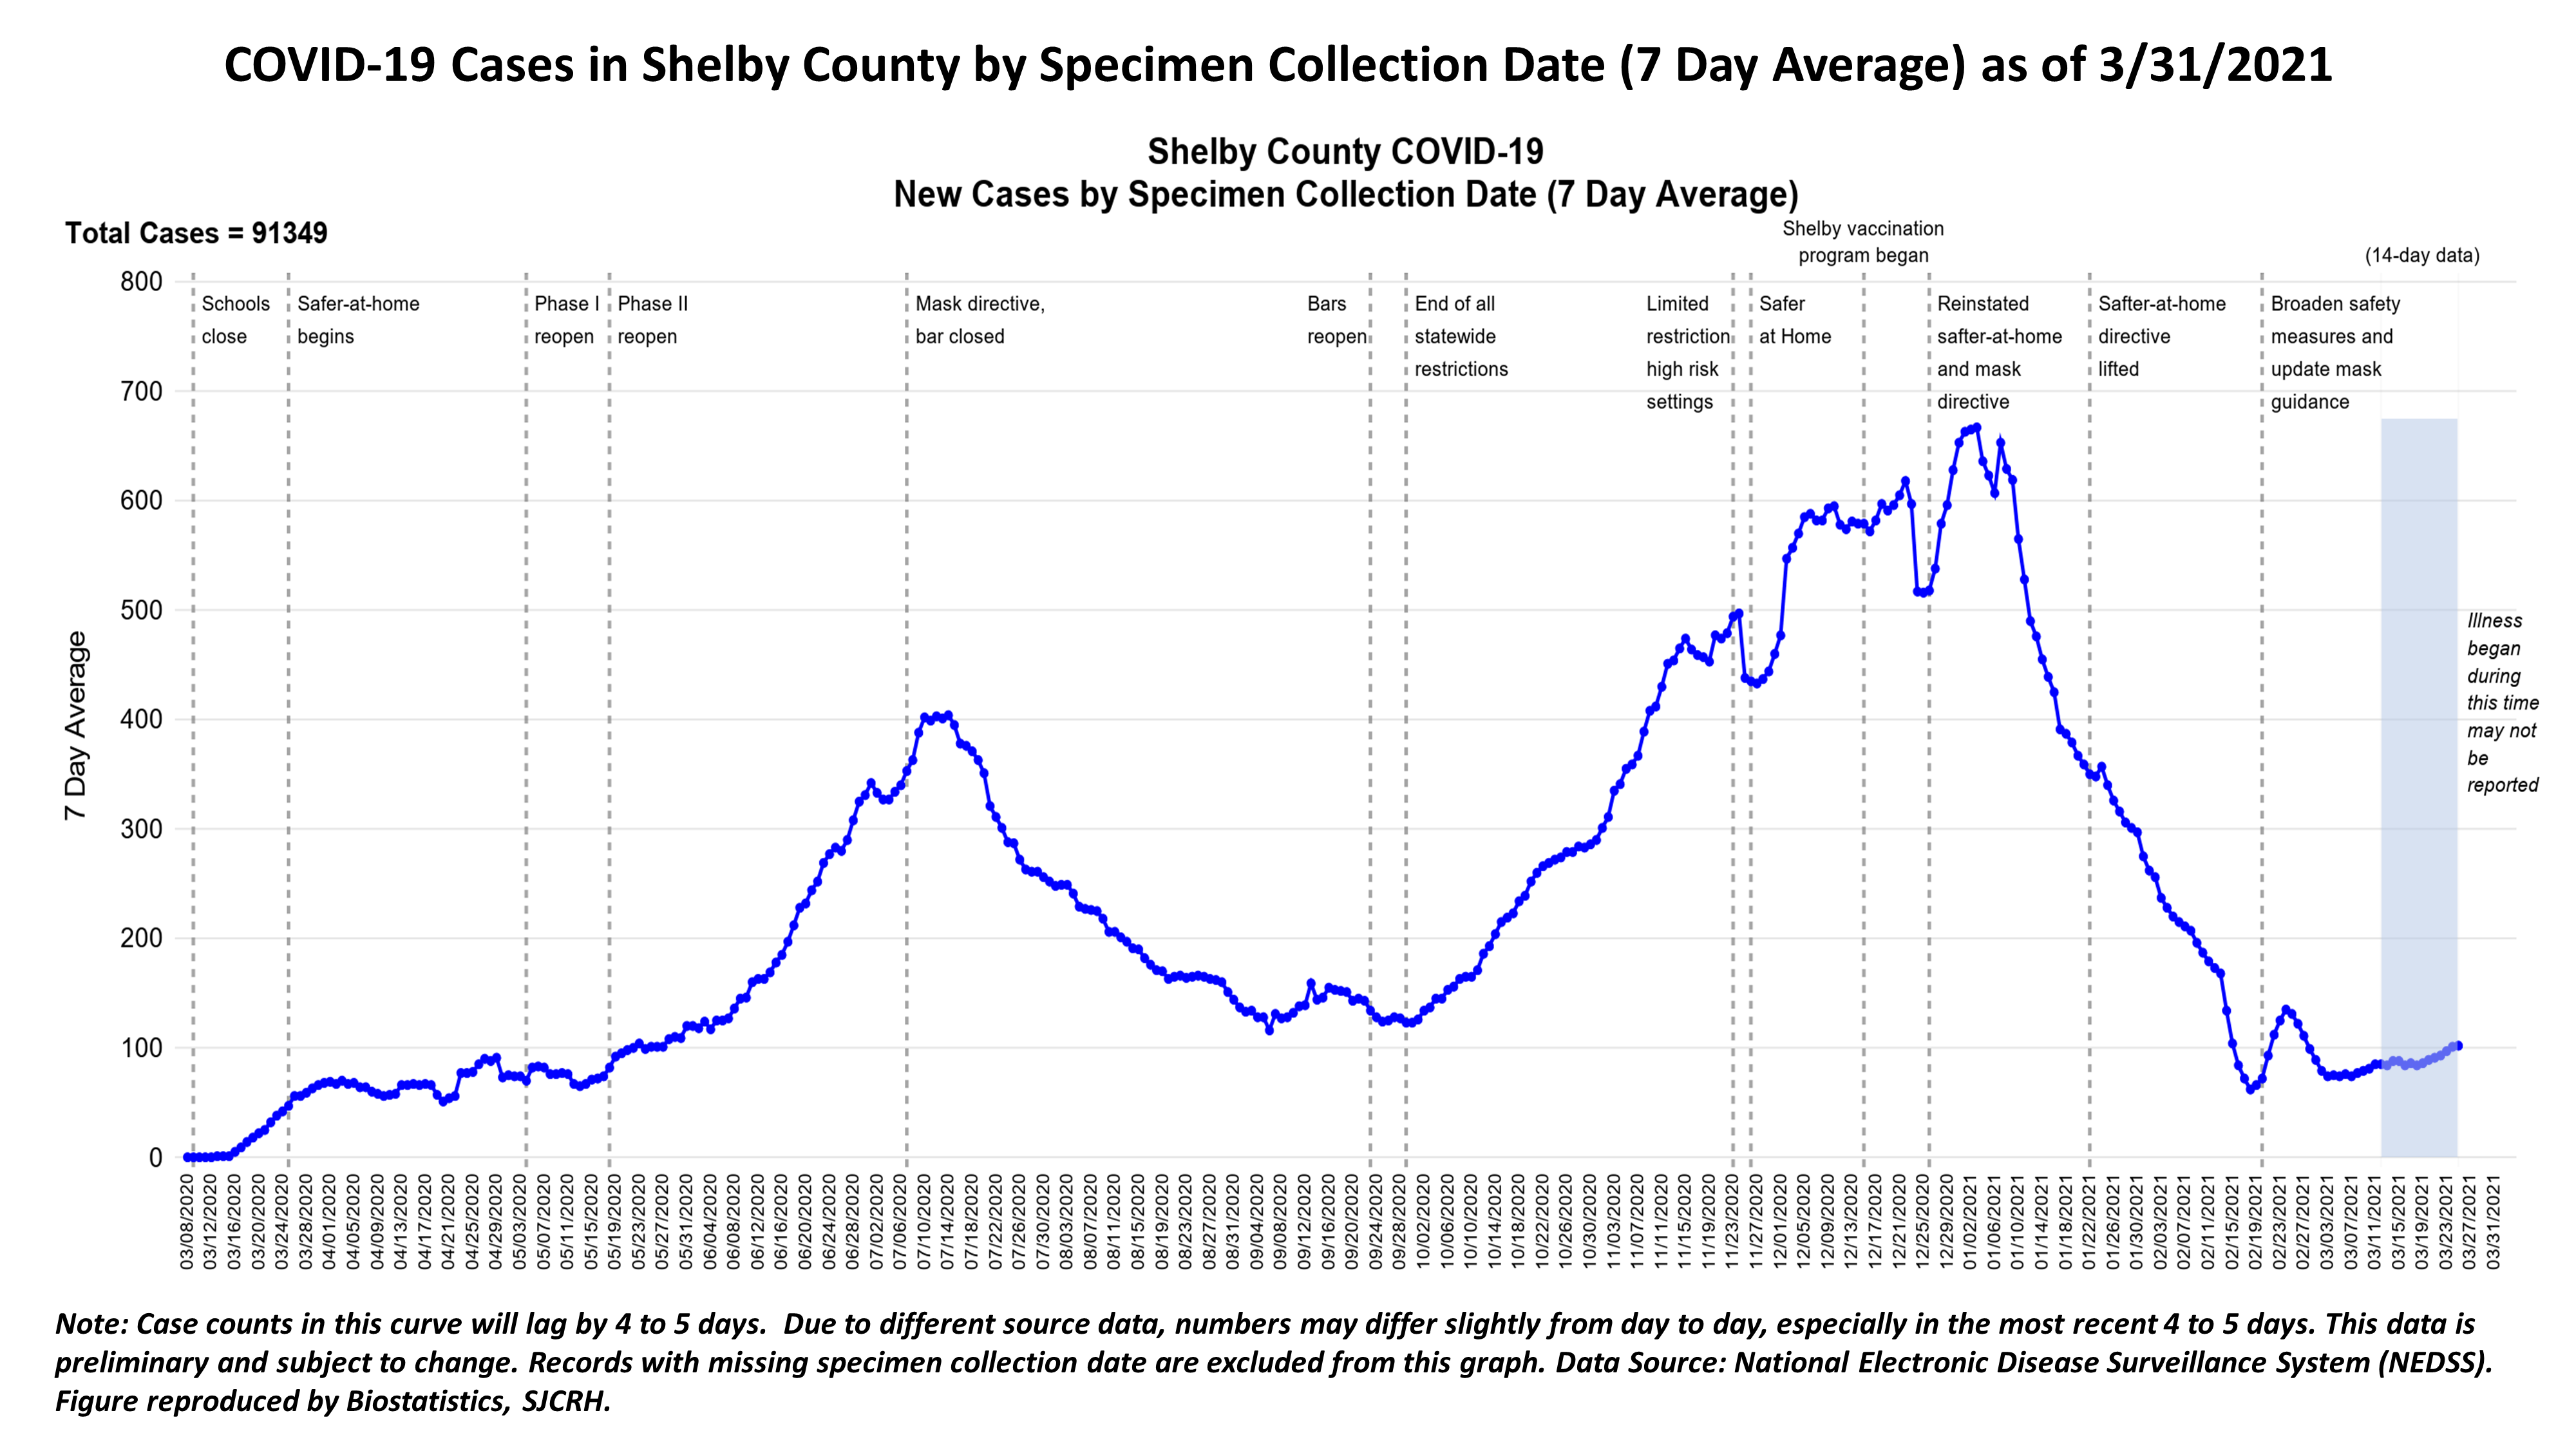 COVID-19 Cases in Shelby County by Specimen Collection Date (7 Day Average) as of 3/31/2021
Shelby County COVID-19
New Cases by Specimen Collection Date (7 Day Average)
Total Cases = 91349
Shelby vaccination
program began
(14-day data)
Schools
close
Safer-at-home
begins
Phase I
reopen
Phase II
reopen
Mask directive,
bar closed
Bars
reopen
End of all
statewide
restrictions
Limited
restriction
high risk
settings
Safer
at Home
Reinstated
safter-at-home
and mask
directive
Safter-at-home
directive
lifted
Broaden safety
measures and
update mask
guidance
Illness
began
during
this time
may not
be
reported
7 Day Average
800
700
600
500
400
300
200
100
0
03/08/2020
03/12/2020
03/16/2020
03/20/2020
03/24/2020
03/28/2020
04/01/2020
04/05/2020
04/09/2020
04/13/2020
04/17/2020
04/21/2020
04/25/2020
04/29/2020
05/03/2020
05/07/2020
05/11/2020
05/15/2020
05/19/2020
05/23/2020
05/27/2020
05/31/2020
06/04/2020
06/08/2020
06/12/2020
06/16/2020
06/20/2020
06/24/2020
06/28/2020
07/02/2020
07/06/2020
07/10/2020
07/14/2020
07/18/2020
07/22/2020
07/26/2020
07/30/2020
08/03/2020
08/07/2020
08/11/2020
08/15/2020
08/19/2020
08/23/2020
08/27/2020
08/31/2020
09/04/2020
09/08/2020
09/12/2020
09/16/2020
09/20/2020
09/24/2020
09/28/2020
10/02/2020
10/06/2020
10/10/2020
10/14/2020
10/18/2020
10/22/2020
10/26/2020
10/30/2020
11/03/2020
11/07/2020
11/11/2020
11/15/2020
11/19/2020
11/23/2020
11/27/2020
12/01/2020
12/05/2020
12/09/2020
12/13/2020
12/17/2020
12/21/2020
12/25/2020
12/29/2020
01/02/2021
01/06/2021
01/10/2021
01/14/2021
01/18/2021
01/22/2021
01/26/2021
01/30/2021
02/03/2021
02/07/2021
02/11/2021
02/15/2021
02/19/2021
02/23/2021
02/27/2021
03/03/2021
03/07/2021
03/11/2021
03/15/2021
03/19/2021
03/23/2021
03/27/2021
03/31/2021
Note: Case counts in this curve will lag by 4 to 5 days.  Due to different source data, numbers may differ slightly from day to day, especially in the most recent 4 to 5 days. This data is
preliminary and subject to change. Records with missing specimen collection date are excluded from this graph. Data Source: National Electronic Disease Surveillance System (NEDSS).
Figure reproduced by Biostatistics, SJCRH.